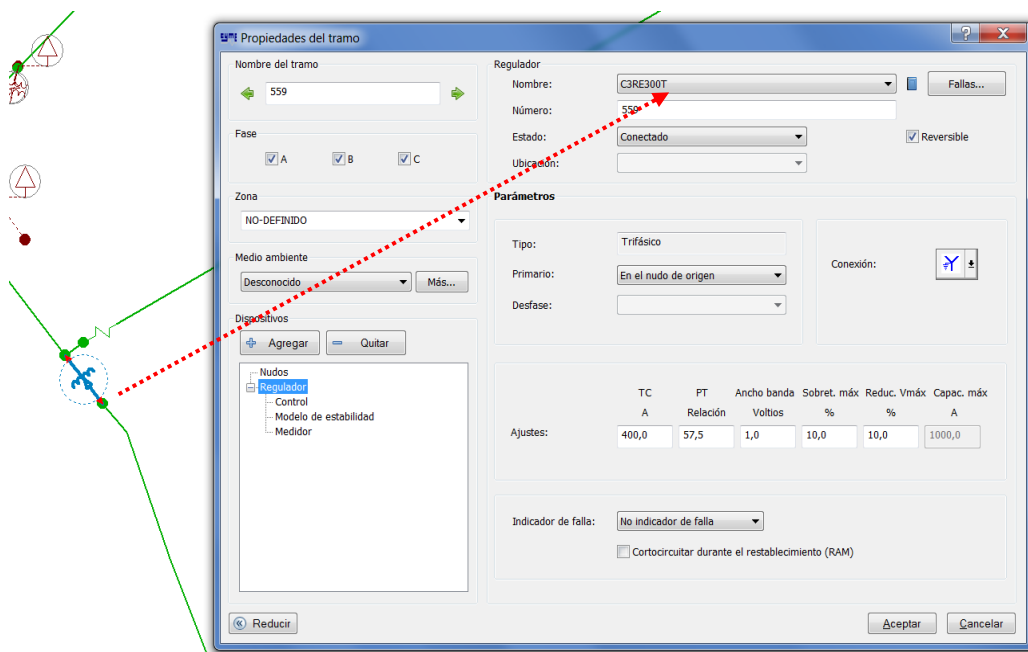 Propiedades del tramo
Nombre del tramo
559
Fase
A B C
Zona
NO-DEFINIDO
Medio ambiente
Desconocido Más...
Dispositivos
Agregar Quitar
Nudos
Regulador
Control
Modelo de estabilidad
Medidor
Reducir
Regulador
Nombre: C3RE300T Fallas...
Número: 559
Estado: Conectado Reversible
Ubicación:
Parámetros
Tipo: Trifásico
Primario: En el nudo de origen
Desfase:
Conexión:
TC PT Ancho banda Sobret. máx Reduc. Vmáx Capac. máx
A Relación Voltios % % A
Ajustes: 400,0 57,5 1,0 10,0 10,0 1000,0
Indicador de falla: No indicador de falla
Cortocircuitar durante el restablecimiento (RAM)
Aceptar Cancelar